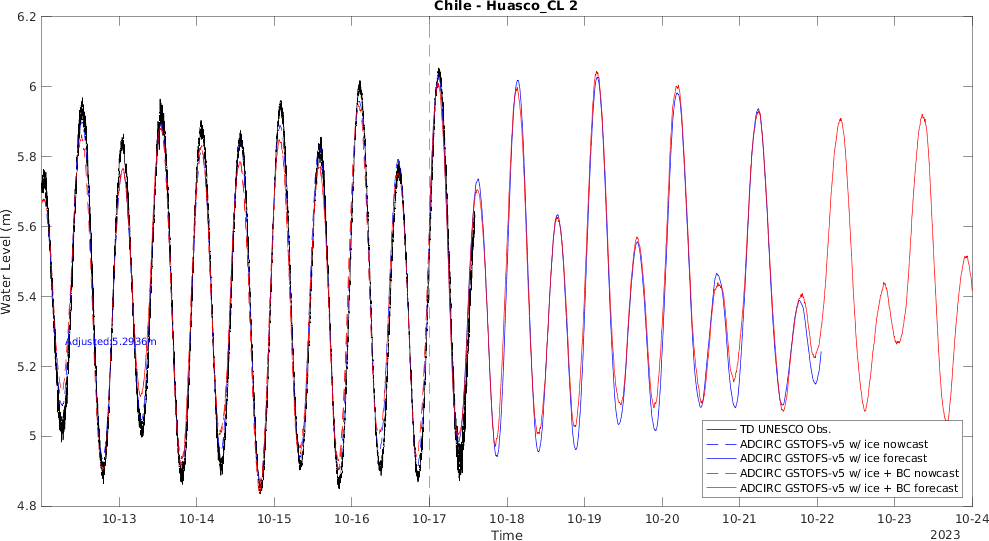 Chile - Huasco_CL 2
6.2
6
5.8
5.6
5.4
5.2
5
4.8
Water Level (m)
Adjusted:5.2936m
TD UNESCO Obs.
ADCIRC GSTOFS-v5 w/ ice nowcast
ADCIRC GSTOFS-v5 w/ ice forecast
ADCIRC GSTOFS-v5 w/ ice + BC nowcast
ADCIRC GSTOFS-v5 w/ ice + BC forecast
10-13 10-14 10-15 10-16 10-17 10-18 10-19 10-20 10-21 10-22 10-23 10-24
Time
2023